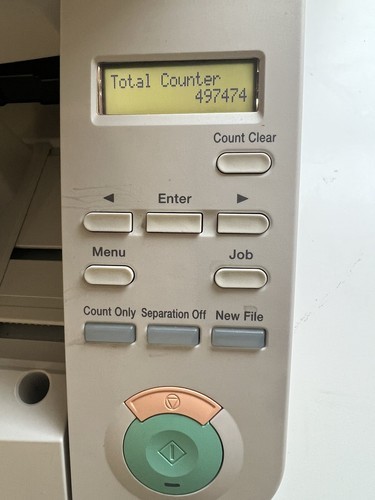 Total Counter
497474
Count Clear
Enter
Menu
Job
Count Only
Separation Off
New File